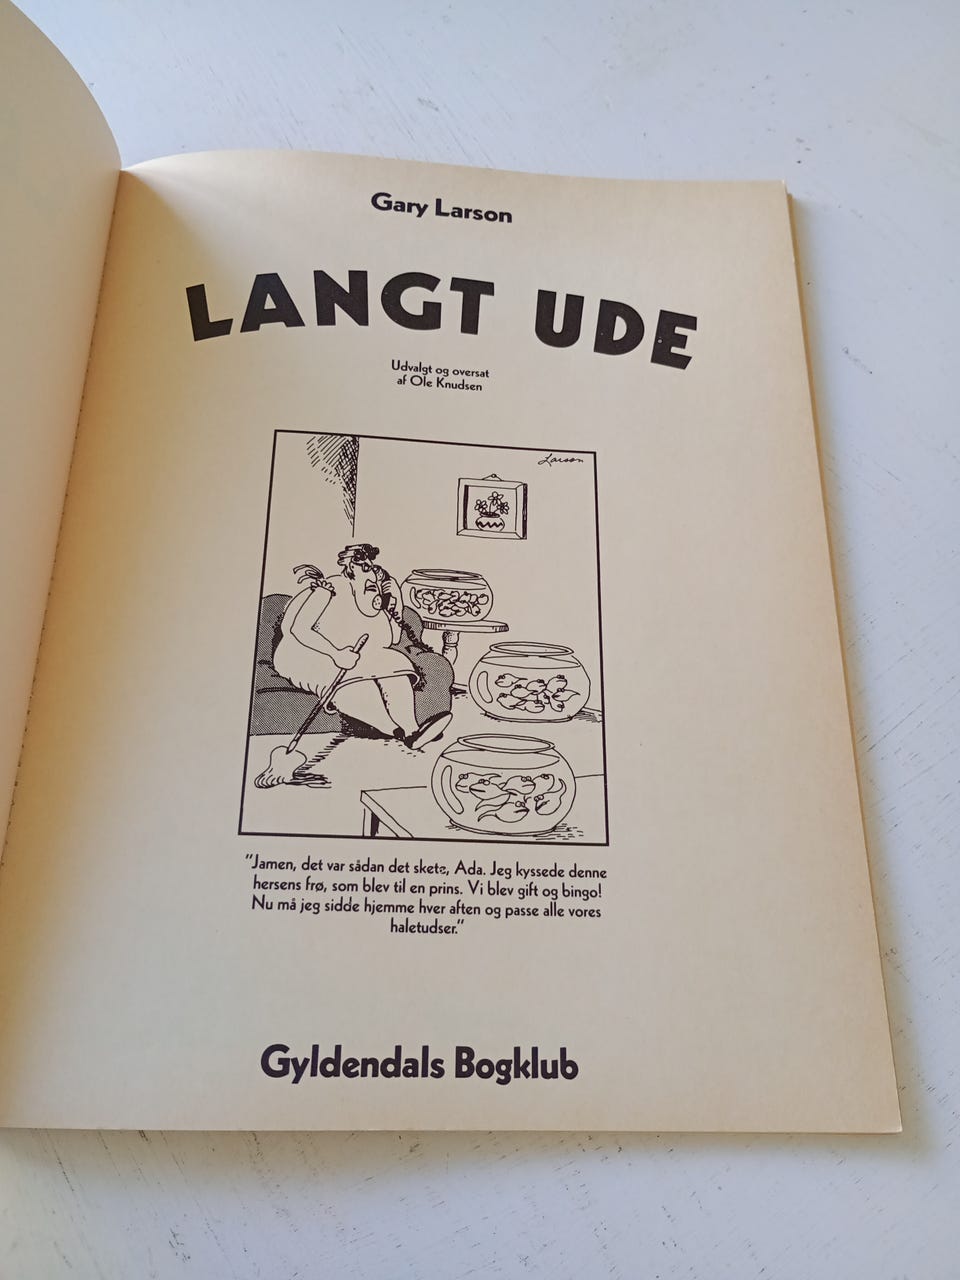 Gary Larson
LANGT UDE
Udvalgt og oversat
af Ole Knudsen
Larson
"Jamen, det var sådan det skete, Ada. Jeg kyssede denne
hersens frø, som blev til en prins. Vi blev gift og bingo!
Nu må jeg sidde hjemme hver aften og passe alle vores
haletudser."
Gyldendals Bogklub